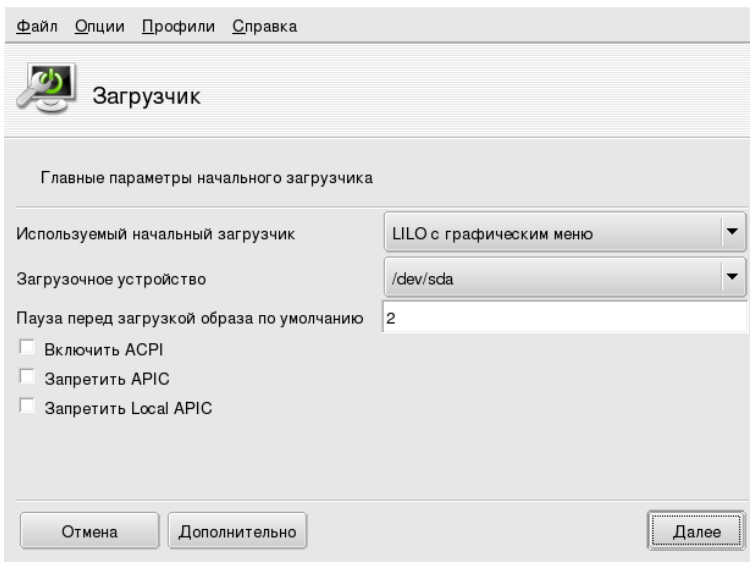 Файл Опции Профили Справка
Загрузчик
Главные параметры начального загрузчика
Используемый начальный загрузчик LILO с графическим меню
Загрузочное устройство /dev/sda
Пауза перед загрузкой образа по умолчанию 2
Включить ACPI
Запретить APIC
Запретить Local APIC
Отмена Дополнительно Далее